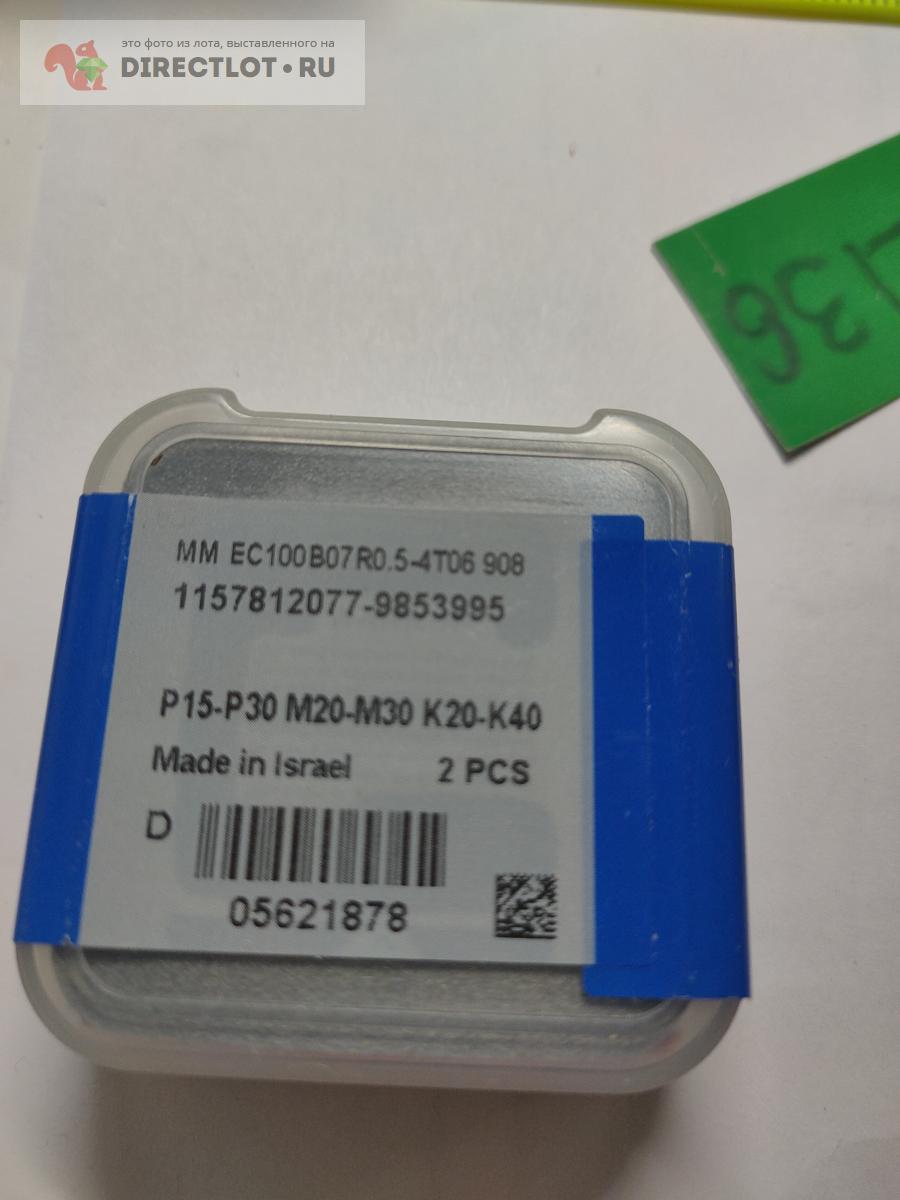 это фото из лота, выставленного на
DIRECTLOT•RU
136
MM EC100B07R0.5-4T06 908
1157812077-9853995
P15-P30 M20-M30 K20-K40
Made in Israel 2 PCS
D
05621878